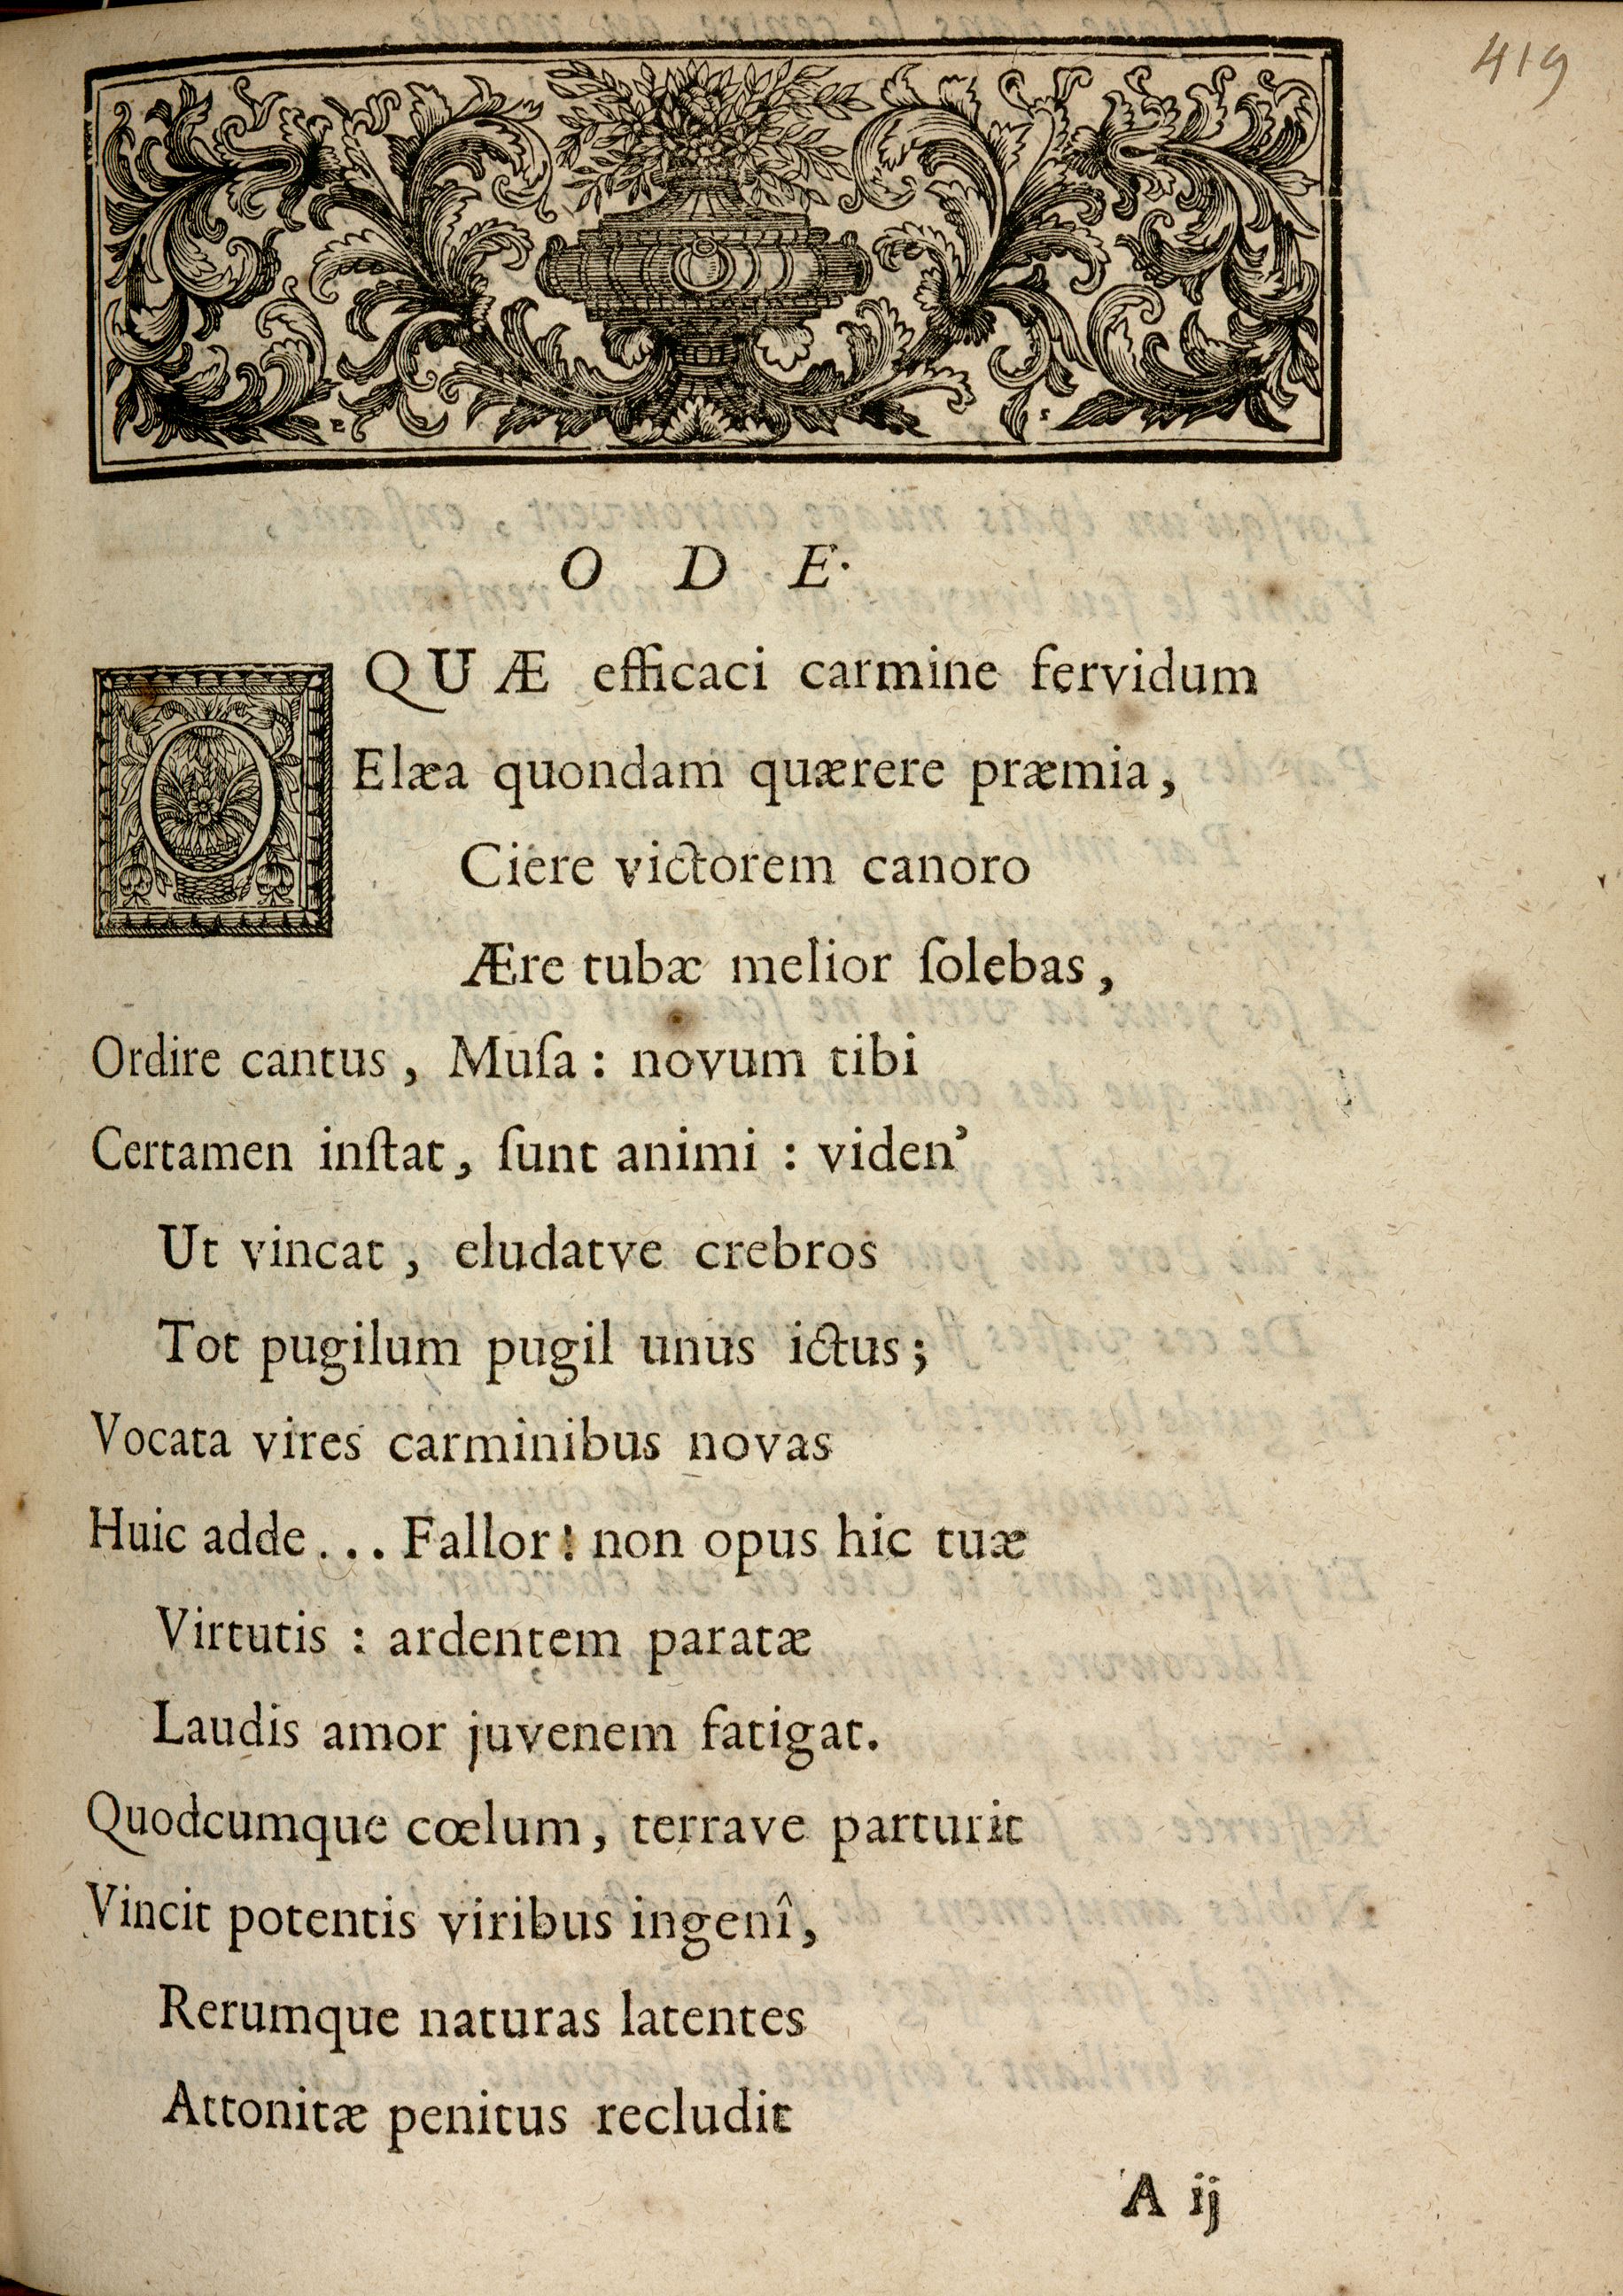 419
O D E.
O QUÆ efficaci carmine fervidum
Elæa quondam quærere præmia,
Ciere victorem canoro
Ære tubæ melior ſolebas,
Ordire cantus, Muſa: novum tibi
Certamen inſtat, ſunt animi: viden'
Ut vincat, eludatve crebros
Tot pugilum pugil unus ictus;
Vocata vires carminibus novas
Huic adde... Fallor: non opus hic tuæ
Virtutis: ardentem paratæ
Laudis amor juvenem fatigat.
Quodcumque cœlum, terrave parturit
Vincit potentis viribus ingenî,
Rerumque naturas latentes
Attonitæ penitus recludit
A ij